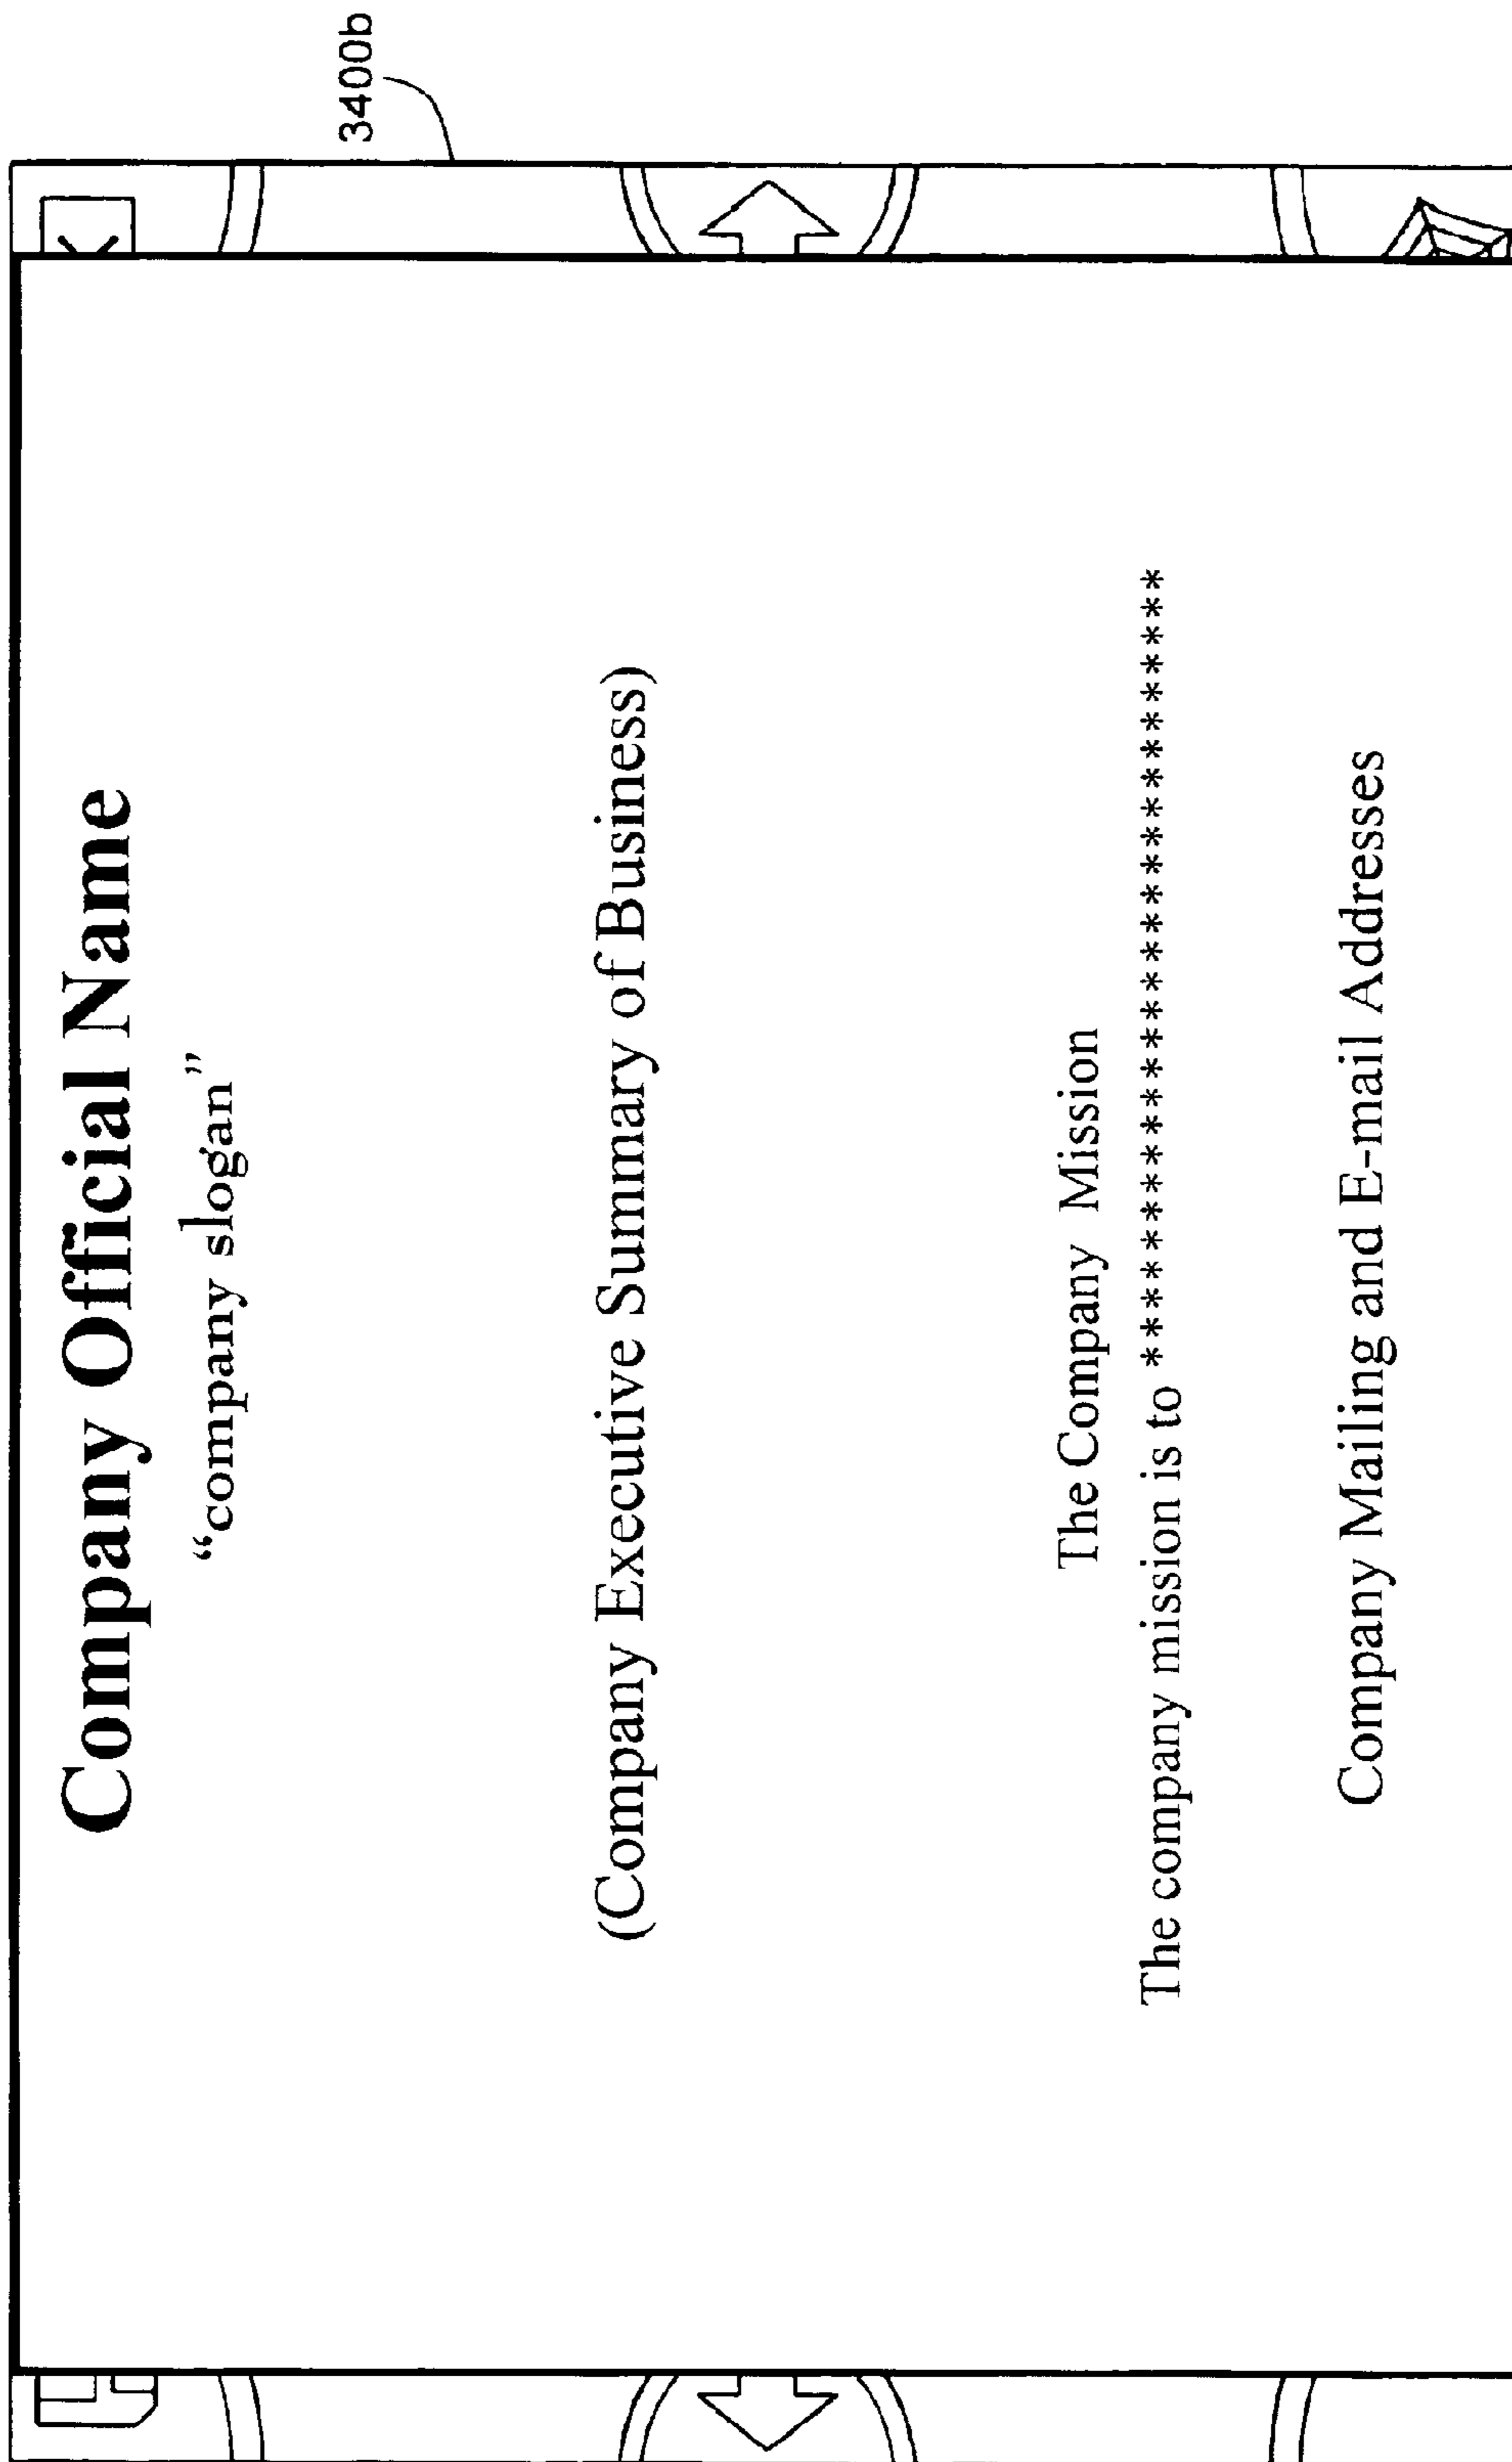 3400b
Company Official Name
“company slogan”
(Company Executive Summary of Business)
The Company Mission
The company mission is to ****************************
Company Mailing and E-mail Addresses